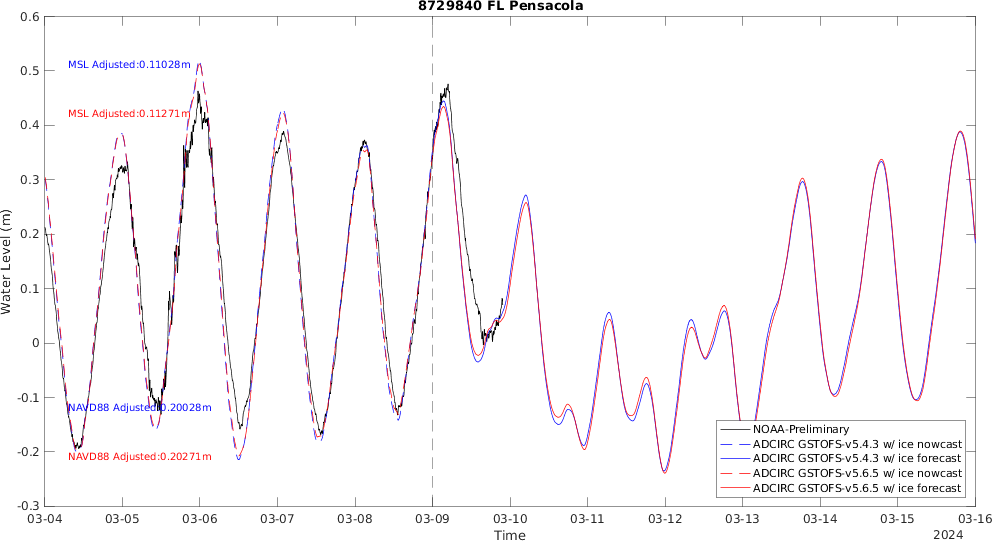 8729840 FL Pensacola
0.6
0.5
0.4
0.3
0.2
0.1
0
-0.1
-0.2
-0.3
Water Level (m)
MSL Adjusted:0.11028m
MSL Adjusted:0.11271m
NAVD88 Adjusted:0.20028m
NAVD88 Adjusted:0.20271m
NOAA-Preliminary
ADCIRC GSTOFS-v5.4.3 w/ ice nowcast
ADCIRC GSTOFS-v5.4.3 w/ ice forecast
ADCIRC GSTOFS-v5.6.5 w/ ice nowcast
ADCIRC GSTOFS-v5.6.5 w/ ice forecast
03-04 03-05 03-06 03-07 03-08 03-09 03-10 03-11 03-12 03-13 03-14 03-15 03-16
Time
2024